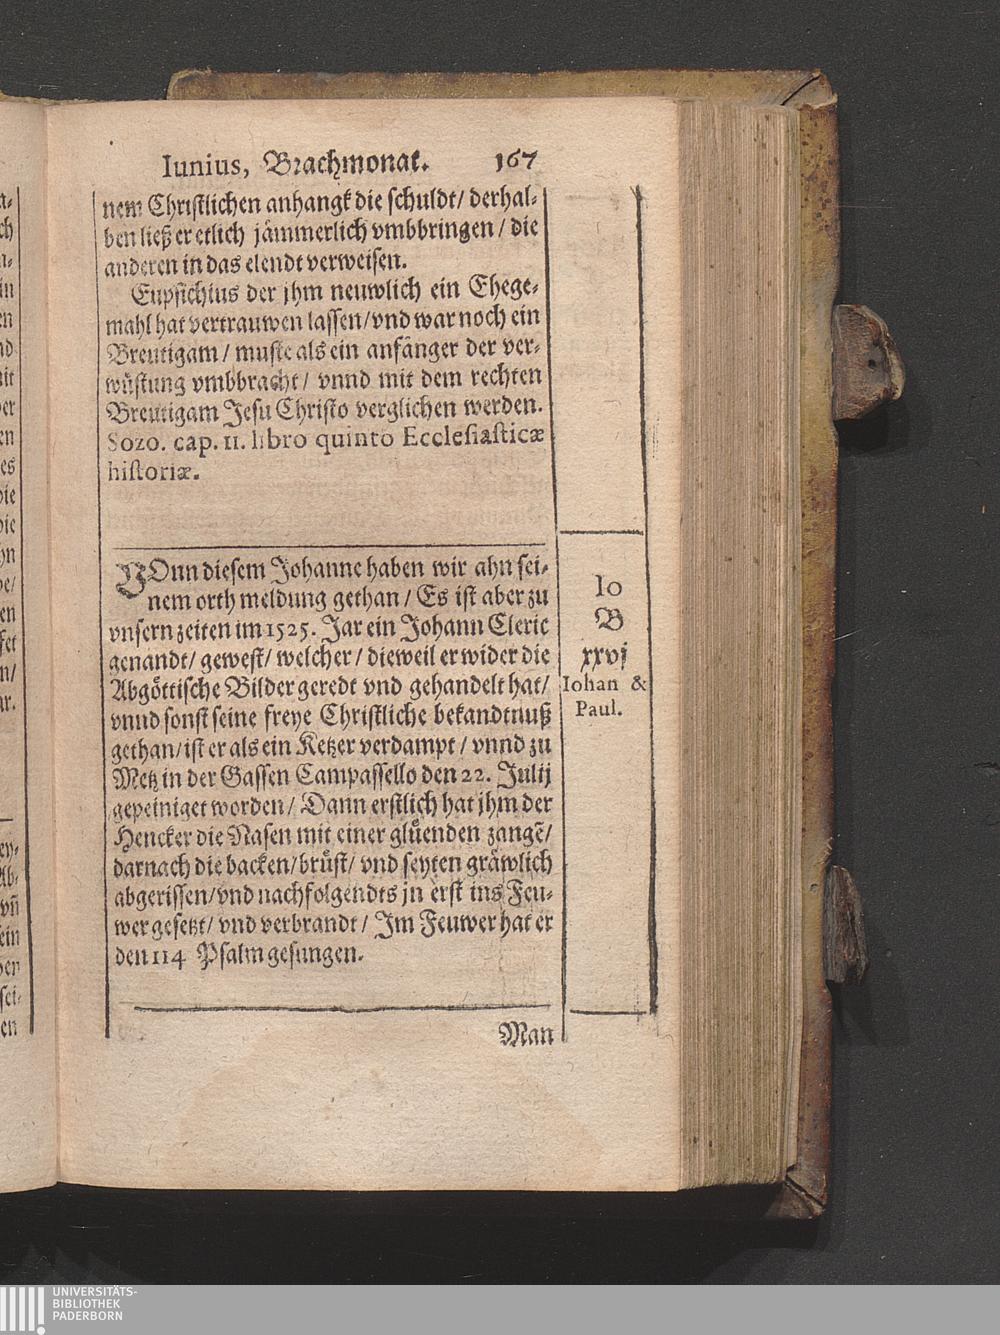 Iunius, Brachmonat. 167
nem Christlichen anhangk die schuldt/ derhal-
ben ließ er etlich jämmerlich vmbbringen / die
anderen in das elendt verweisen.
Eupsichius der jhm neuwlich ein Ehege-
mahl hat vertrauwen lassen/ vnd war noch ein
Breutigam / muste als ein anfänger der ver-
wüstung vmbbracht / vnnd mit dem rechten
Breutigam Jesu Christo verglichen werden.
Sozo. cap. 11. libro quinto Ecclesiasticæ
historiæ.
VOnn diesem Johanne haben wir ahn sei-
nem orth meldung gethan / Es ist aber zu
vnsern zeiten im 1525. Jar ein Johann Cleric
genandt/ gewest/ welcher / dieweil er wider die
Abgöttische Bilder geredt vnd gehandelt hat/
vnnd sonst seine freye Christliche bekandtnuß
gethan/ ist er als ein Ketzer verdampt / vnnd zu
Metz in der Gassen Campassello den 22. Julij
gepeiniget worden / Dann erstlich hat jhm der
Hencker die Nasen mit einer glüenden zangẽ/
darnach die backen/ brüst/ vnd seyten gräwlich
abgerissen/ vnd nachfolgendts jn erst ins Feu-
wer gesetzt/ vnd verbrandt / Im Feuwer hat er
den 114 Psalm gesungen.
Io
B
xxvj
Iohan &
Paul.
Man
UNIVERSITÄTS-
BIBLIOTHEK
PADERBORN